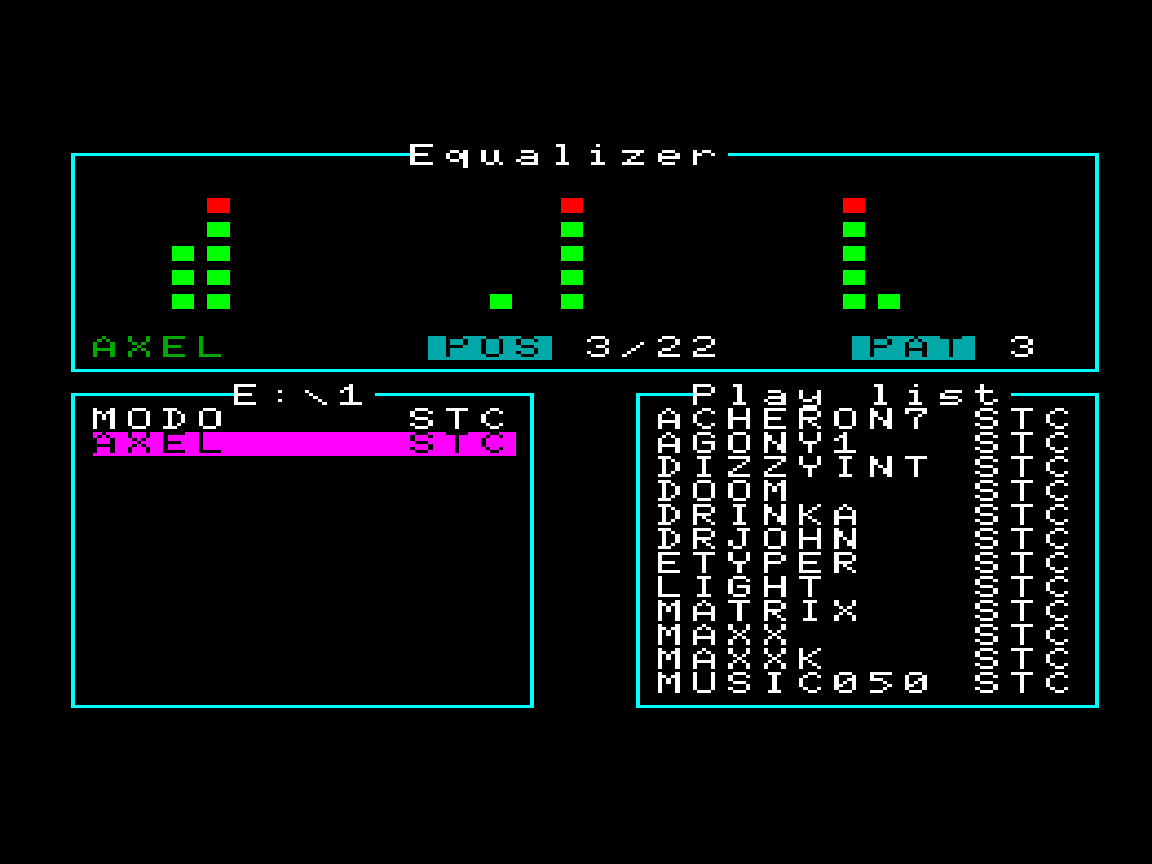 Equalizer
AXEL POS 3/22 PAT 3
E:\1
MODO STC
AXEL STC
Play list
ACHERON7 STC
AGONY1 STC
DIZZYINT STC
DOOM STC
DRINKA STC
DRJOHN STC
ETYPER STC
LIGHT STC
MATRIX STC
MAXX STC
MAXXK STC
MUSIC050 STC